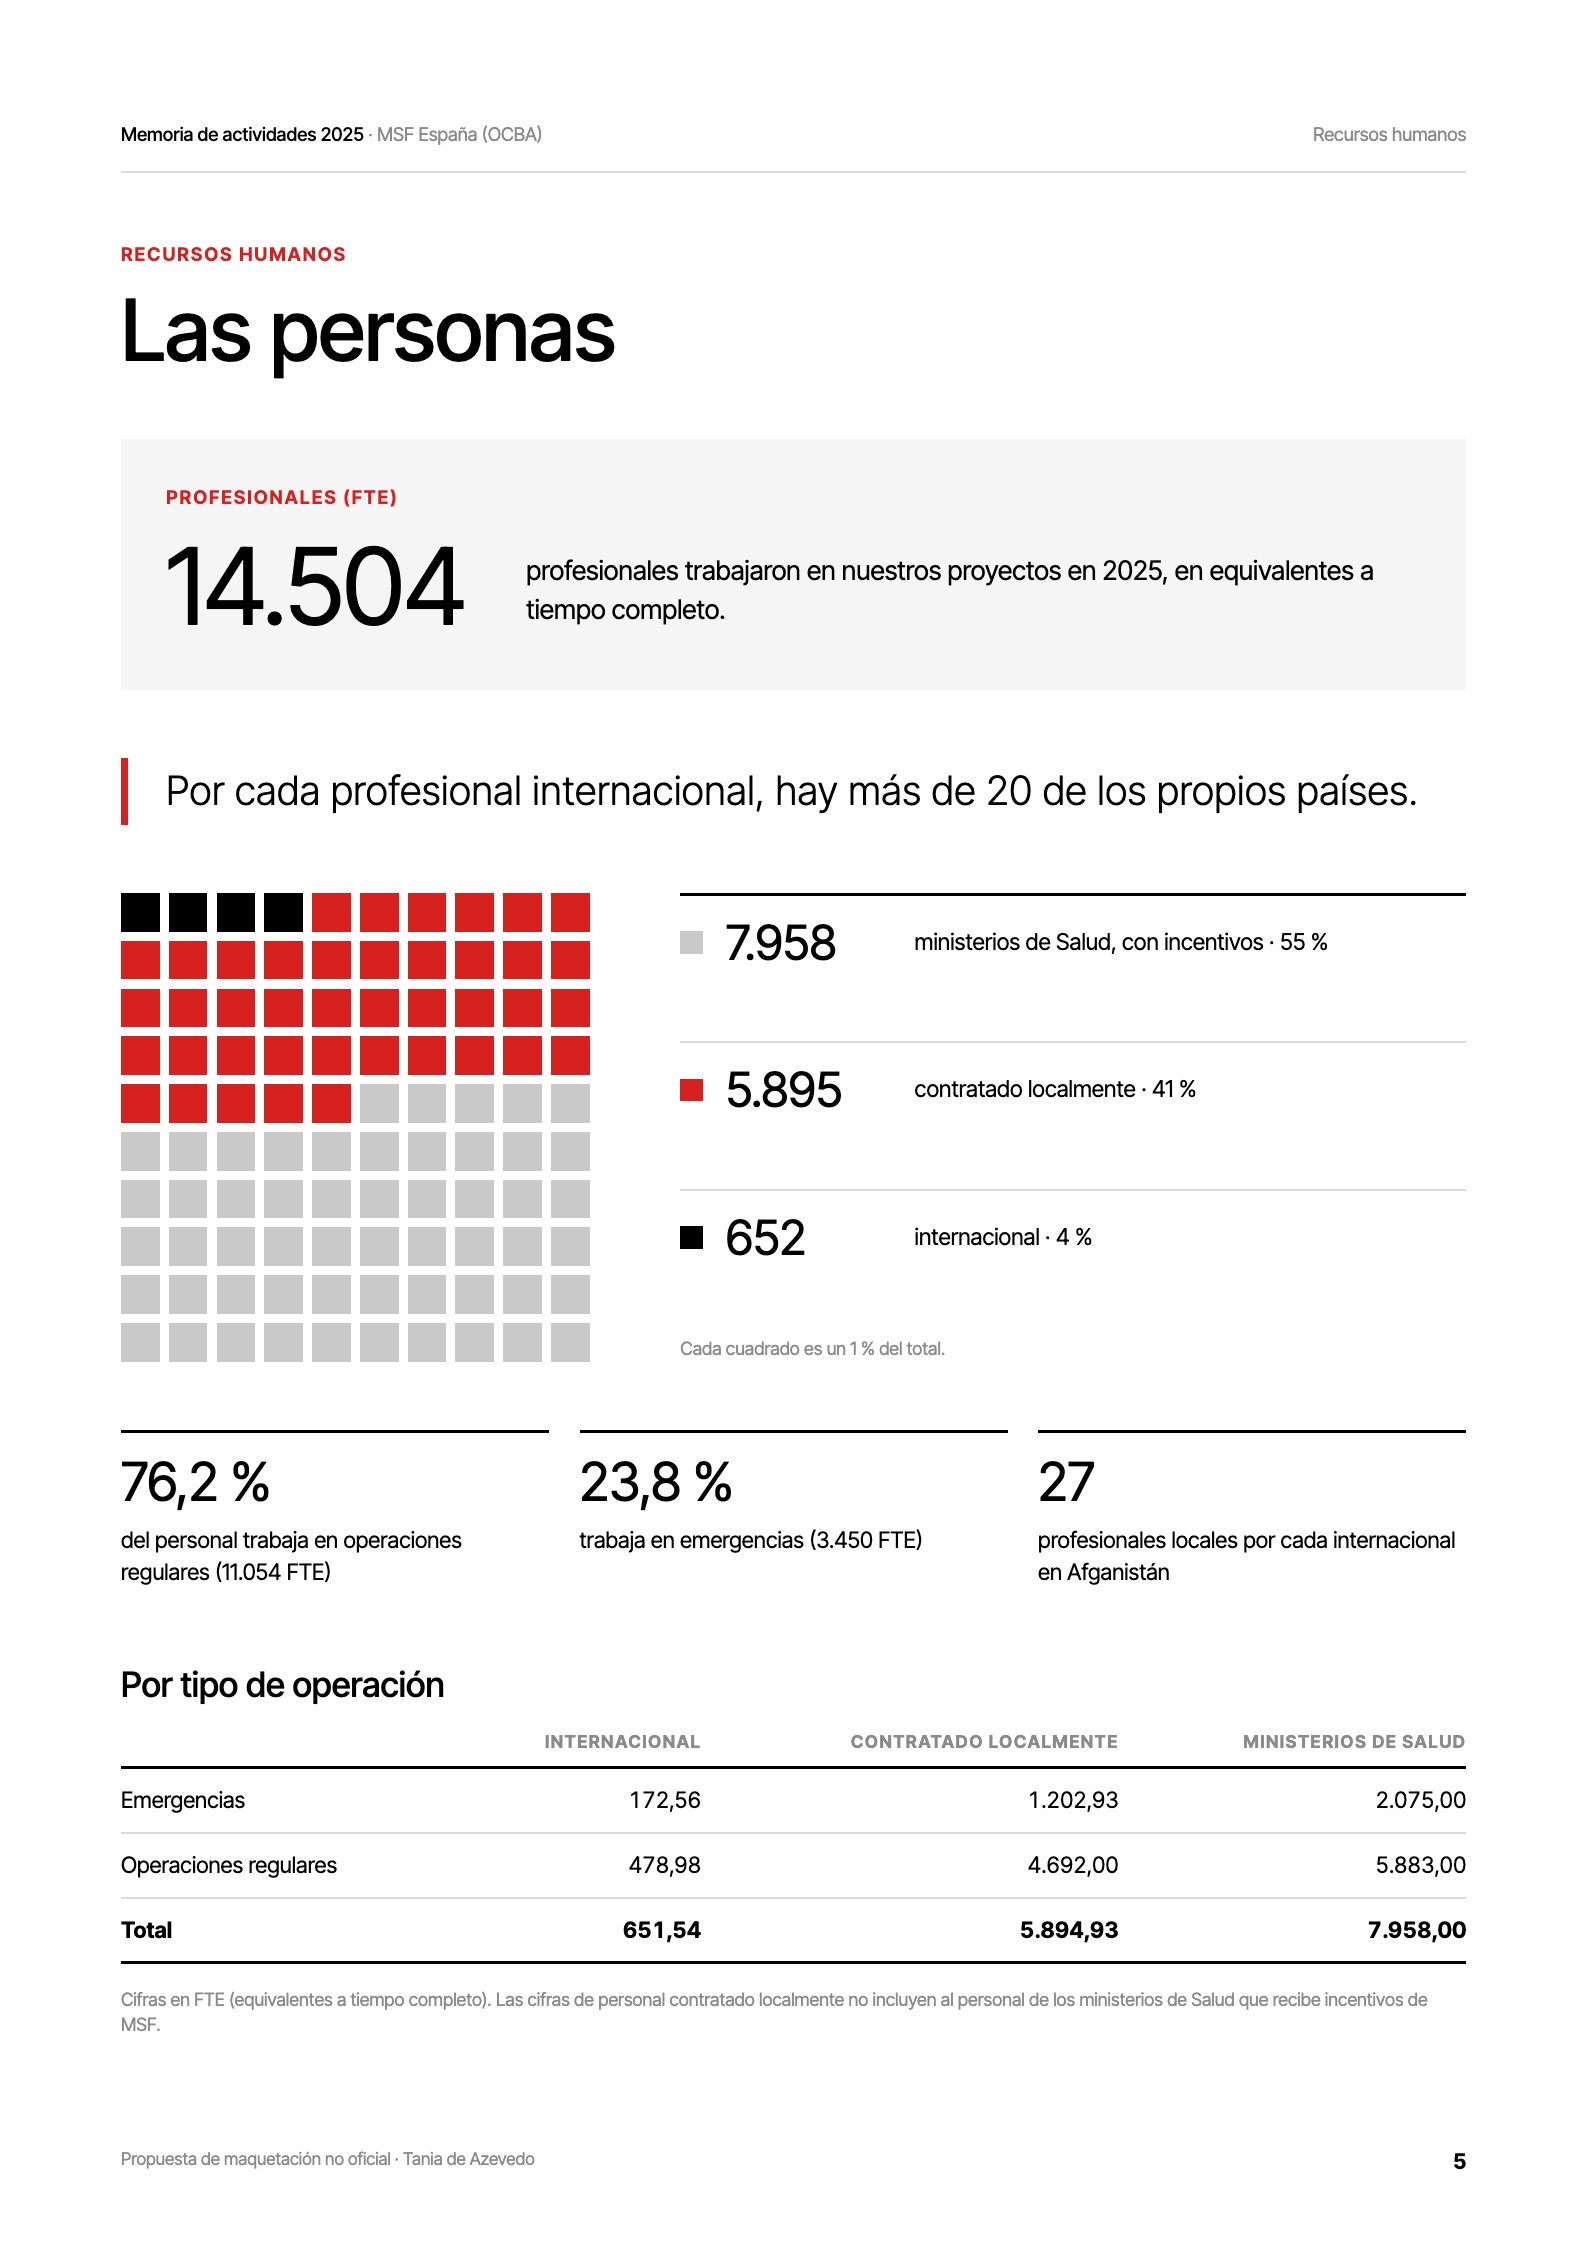 Memoria de actividades 2025 · MSF España (OCBA)
Recursos humanos
RECURSOS HUMANOS
Las personas
PROFESIONALES (FTE)
14.504
profesionales trabajaron en nuestros proyectos en 2025, en equivalentes a
tiempo completo.
Por cada profesional internacional, hay más de 20 de los propios países.
7.958 ministerios de Salud, con incentivos · 55 %
5.895 contratado localmente · 41 %
652 internacional · 4 %
Cada cuadrado es un 1 % del total.
76,2 %
del personal trabaja en operaciones
regulares (11.054 FTE)
23,8 %
trabaja en emergencias (3.450 FTE)
27
profesionales locales por cada internacional
en Afganistán
Por tipo de operación
INTERNACIONAL CONTRATADO LOCALMENTE MINISTERIOS DE SALUD
Emergencias 172,56 1.202,93 2.075,00
Operaciones regulares 478,98 4.692,00 5.883,00
Total 651,54 5.894,93 7.958,00
Cifras en FTE (equivalentes a tiempo completo). Las cifras de personal contratado localmente no incluyen al personal de los ministerios de Salud que recibe incentivos de
MSF.
Propuesta de maquetación no oficial · Tania de Azevedo
5